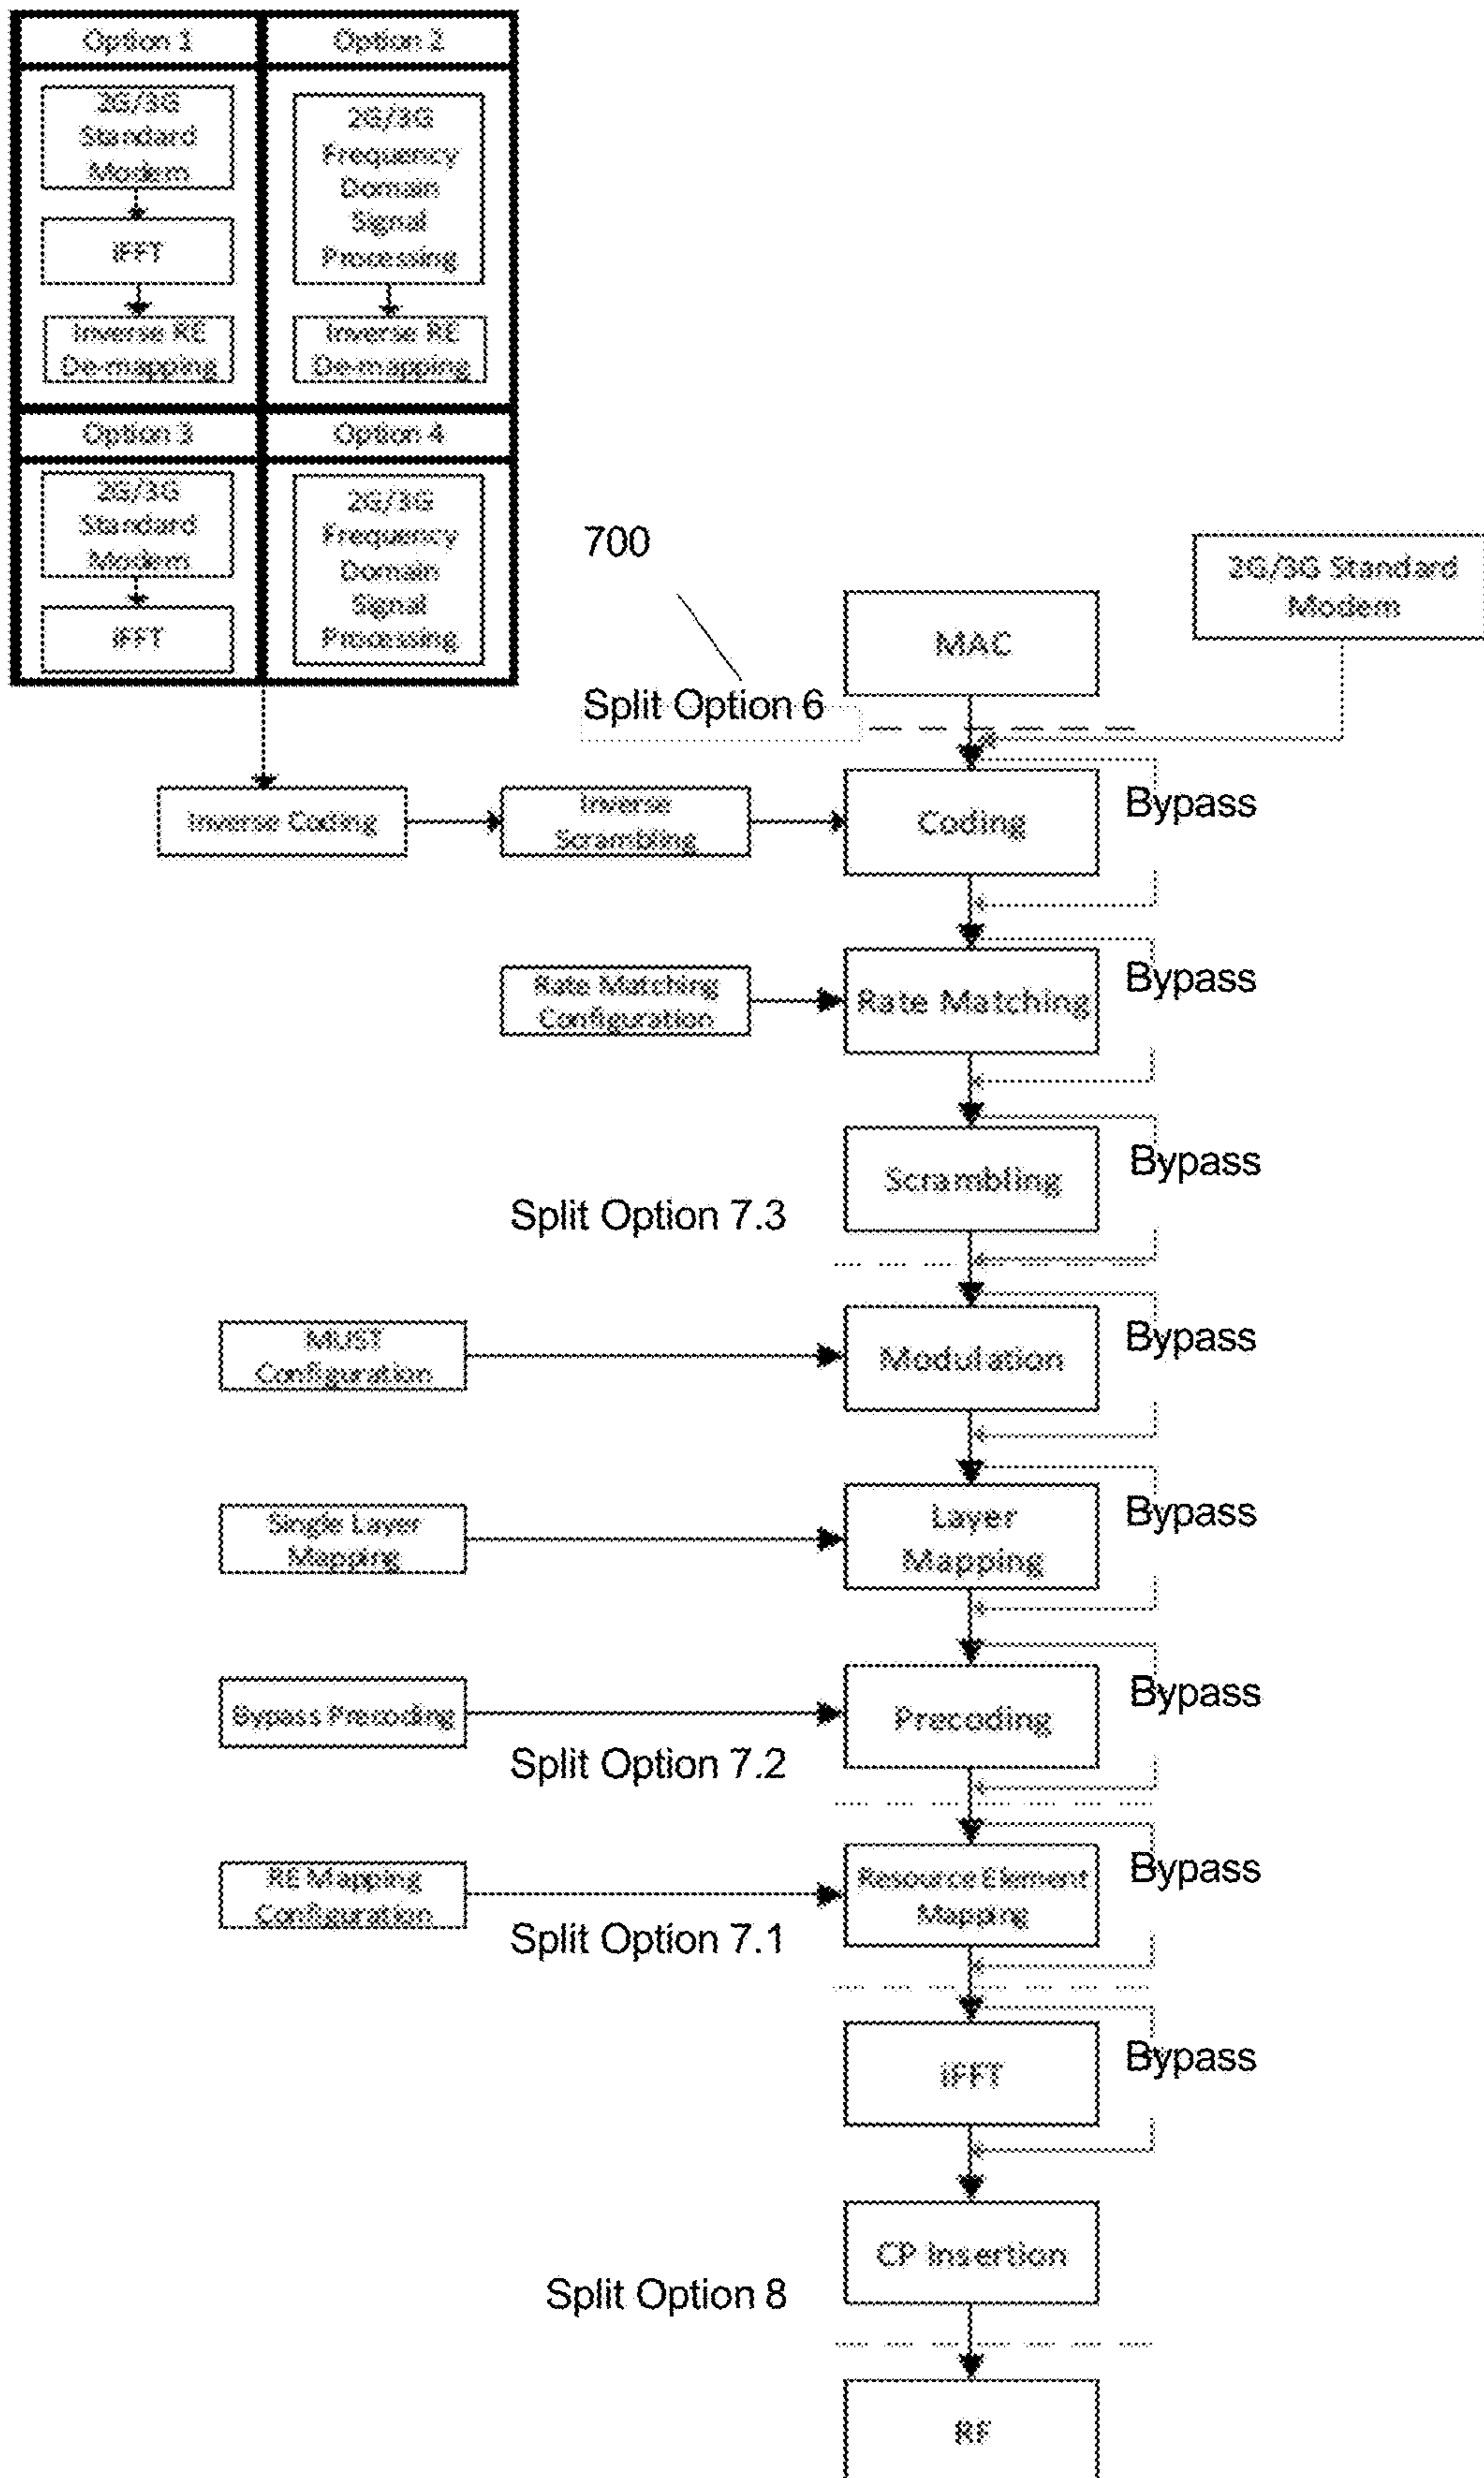 Option 1
Option 2
2G/3G
Standard
Modem
IFFT
Inverse RE
De-mapping
2G/3G
Frequency
Domain
Signal
Processing
Inverse RE
De-mapping
Option 3
Option 4
2G/3G
Standard
Modem
IFFT
2G/3G
Frequency
Domain
Signal
Processing
700
2G/3G Standard
Modem
MAC
Split Option 6
Inverse Coding
Inverse
Scrambling
Coding
Bypass
Rate Matching
Configuration
Rate Matching
Bypass
Scrambling
Bypass
Split Option 7.3
MUST
Configuration
Modulation
Bypass
Single Layer
Mapping
Layer
Mapping
Bypass
Bypass Precoding
Precoding
Bypass
Split Option 7.2
RE Mapping
Configuration
Resource Element
Mapping
Bypass
Split Option 7.1
IFFT
Bypass
CP Insertion
Split Option 8
RF